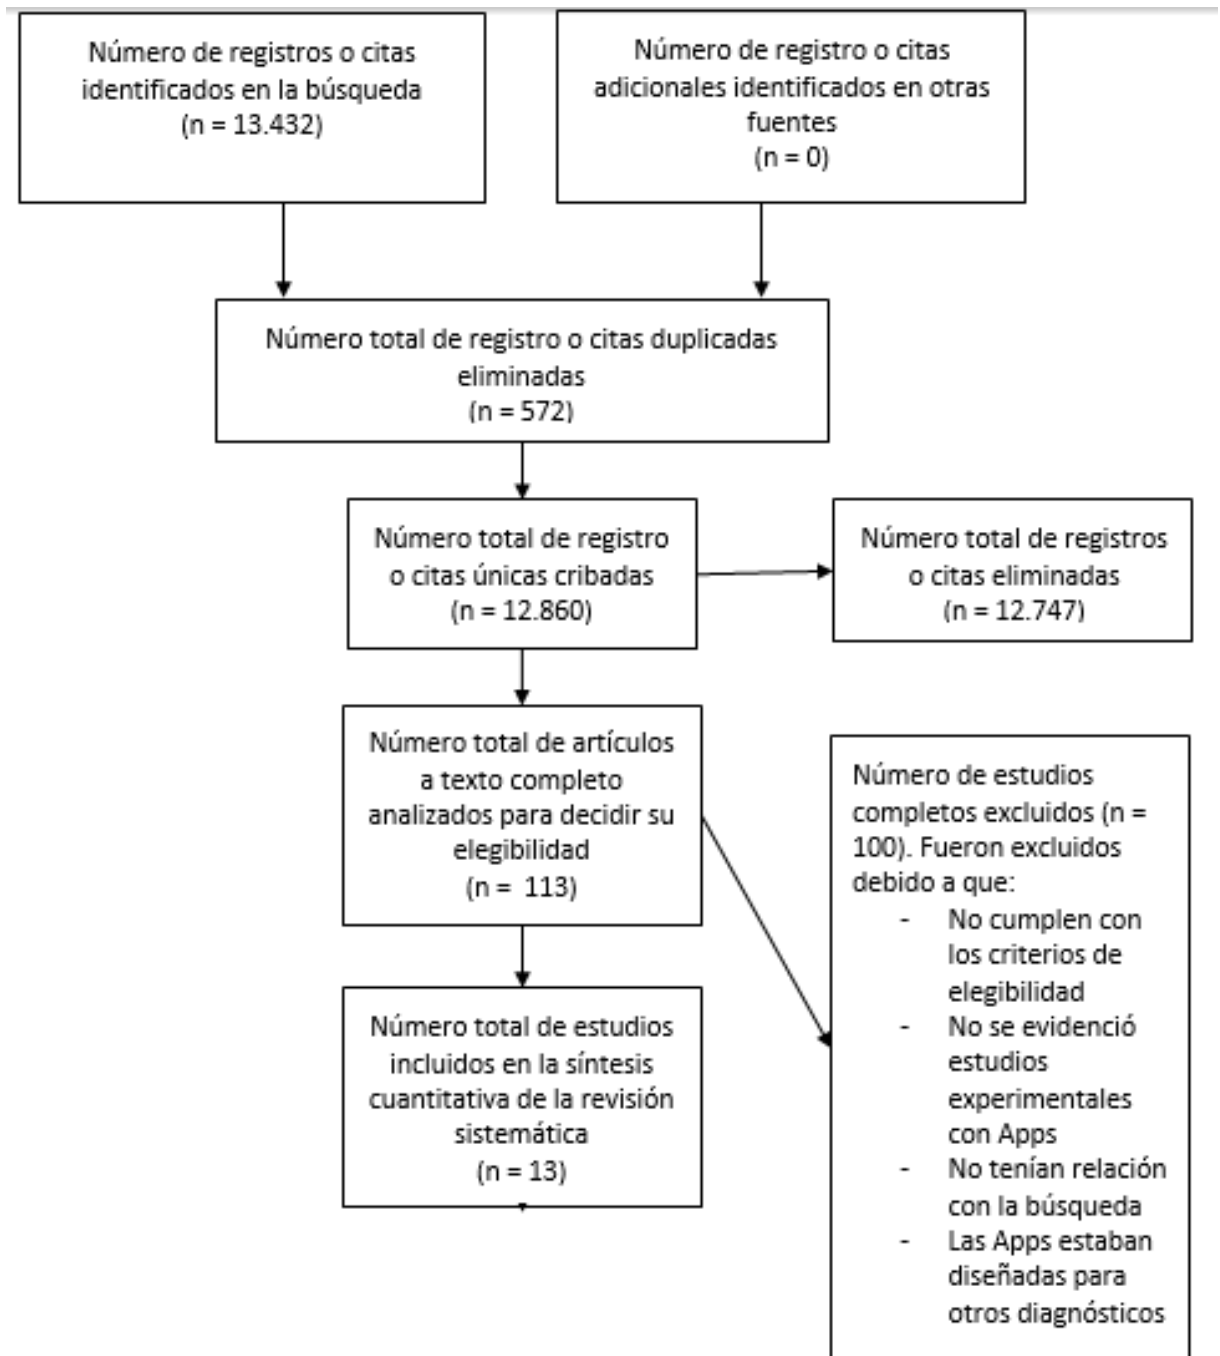 Número de registros o citas
identificados en la búsqueda
(n = 13.432)
Número de registro o citas
adicionales identificados en otras
fuentes
(n = 0)
Número total de registro o citas duplicadas
eliminadas
(n = 572)
Número total de registro
o citas únicas cribadas
(n = 12.860)
Número total de registros
o citas eliminadas
(n = 12.747)
Número total de artículos
a texto completo
analizados para decidir su
elegibilidad
(n = 113)
Número de estudios
completos excluidos (n =
100). Fueron excluidos
debido a que:
- No cumplen con
los criterios de
elegibilidad
- No se evidenció
estudios
experimentales
con Apps
- No tenían relación
con la búsqueda
- Las Apps estaban
diseñadas para
otros diagnósticos
Número total de estudios
incluidos en la síntesis
cuantitativa de la revisión
sistemática
(n = 13)